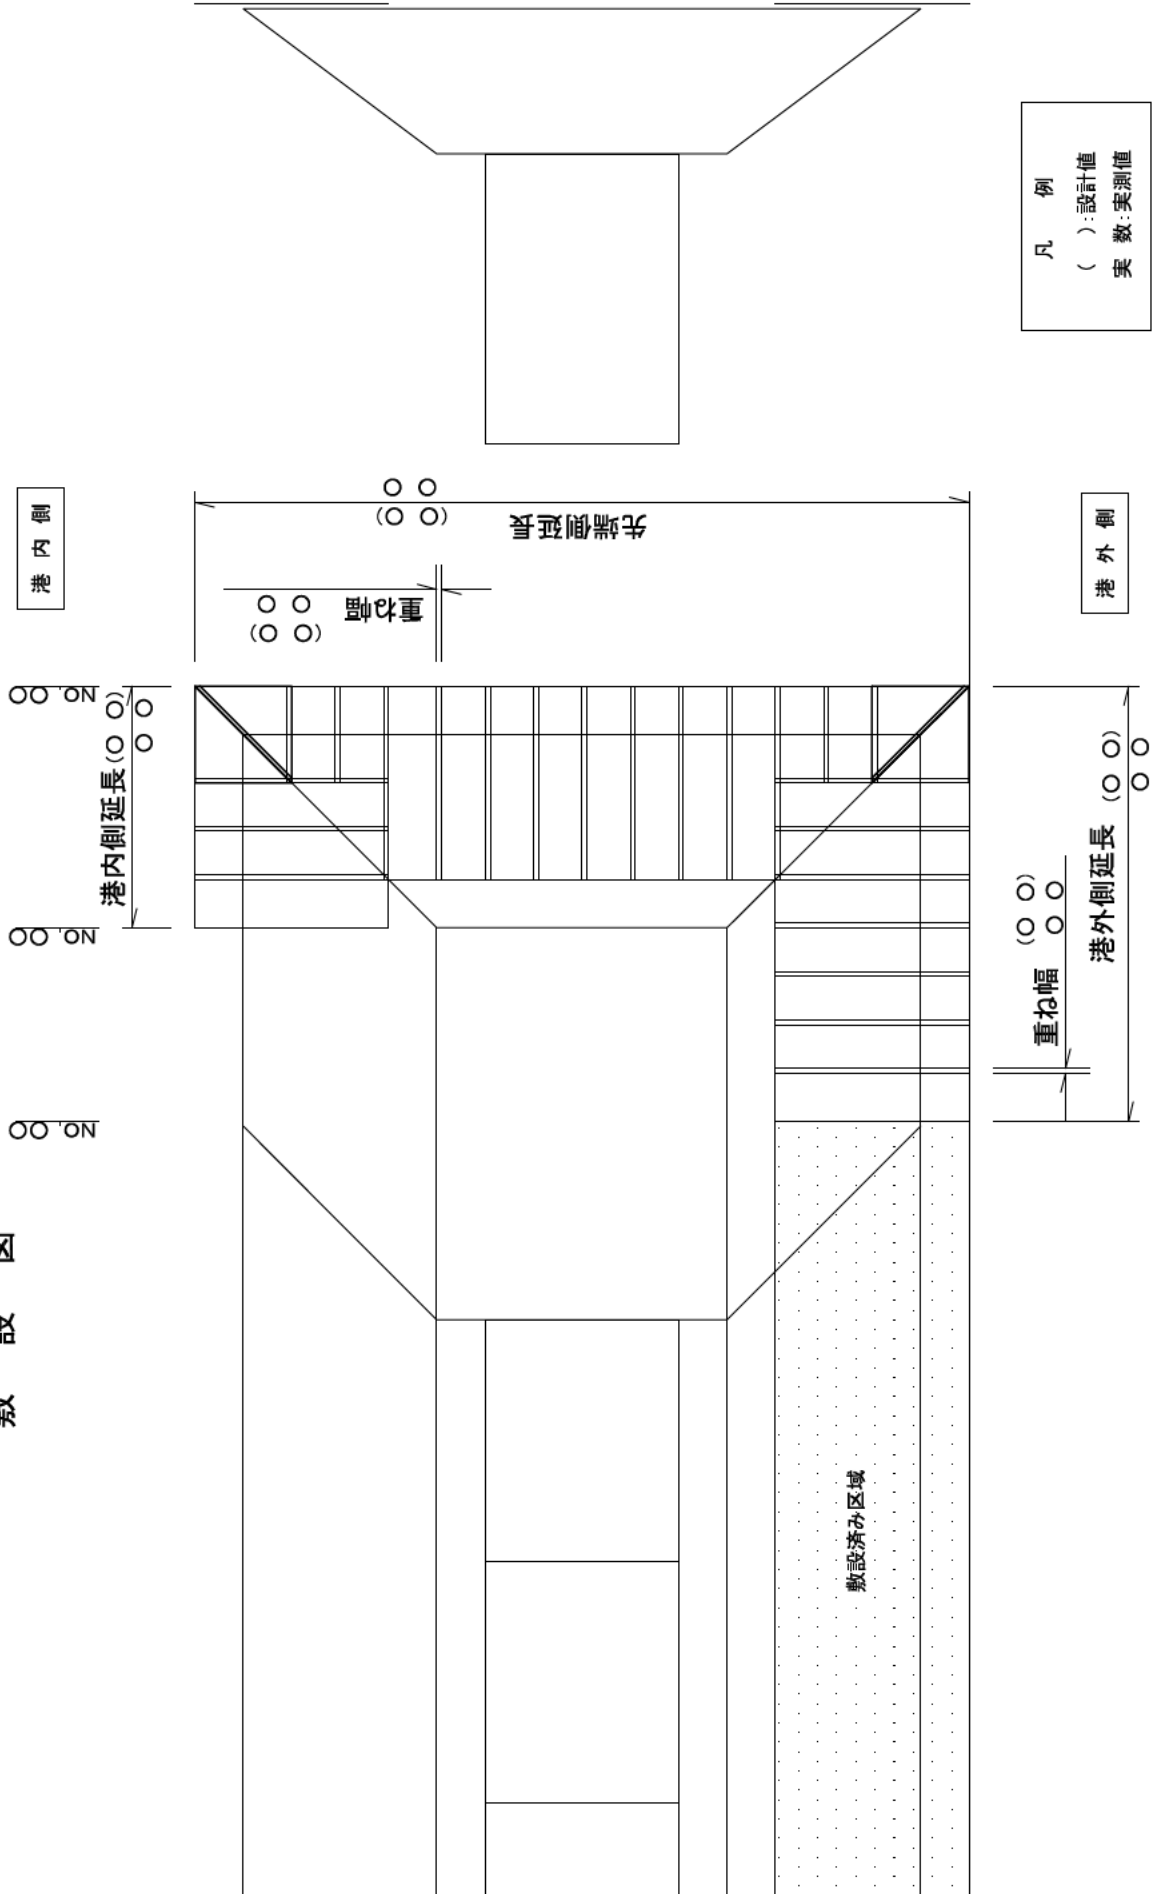 敷 設 図
港 内 側
NO. ○○
NO. ○○
NO. ○○
港内側延長
(○ ○)
○ ○
重ね幅
○ ○
(○ ○)
先端側延長
○ ○
(○ ○)
港 外 側
港外側延長
(○ ○)
○ ○
重ね幅
(○ ○)
○ ○
敷設済み区域
凡 例
( ):設計値
実 数:実測値